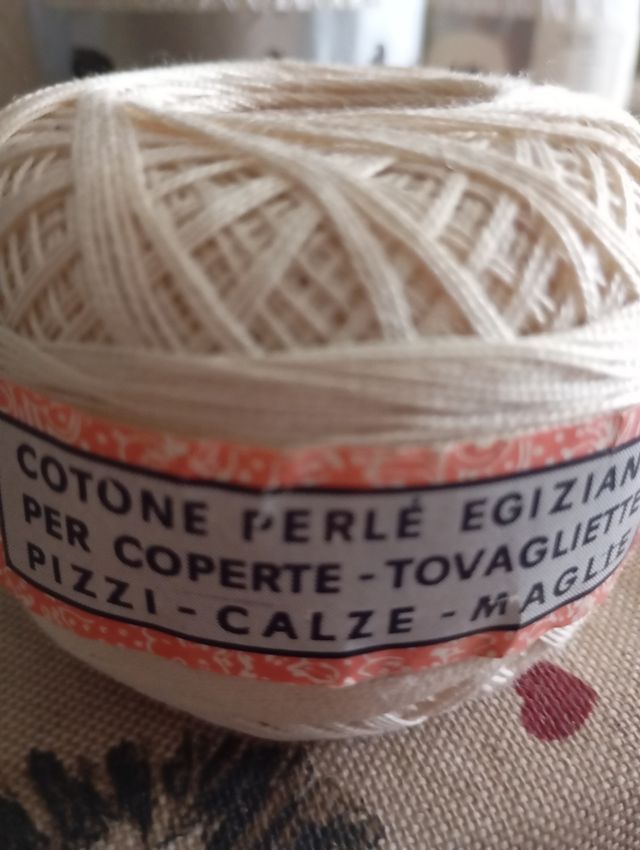 COTONE PERLÉ EGIZIAN
PER COPERTE - TOVAGLIETTE
PIZZI - CALZE - MAGLIE